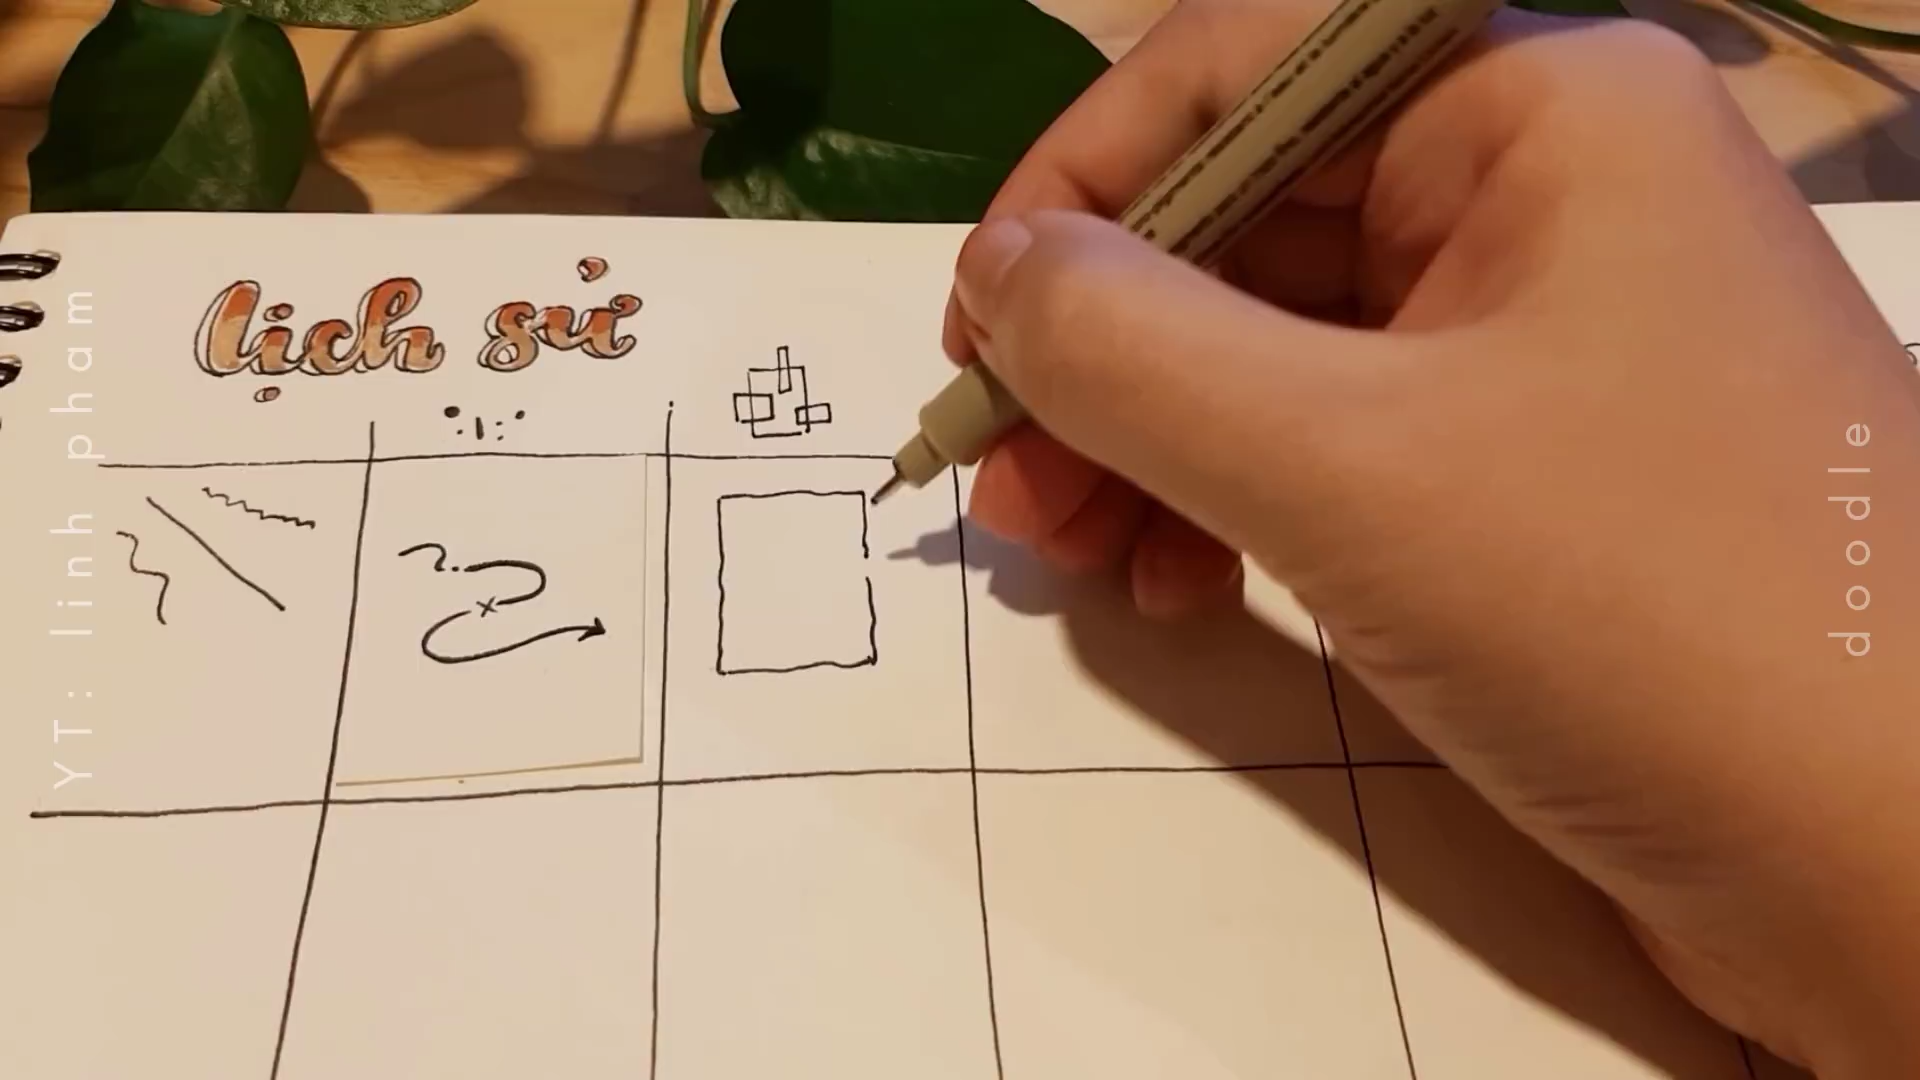 lịch sử
YT: linh pham
doodle